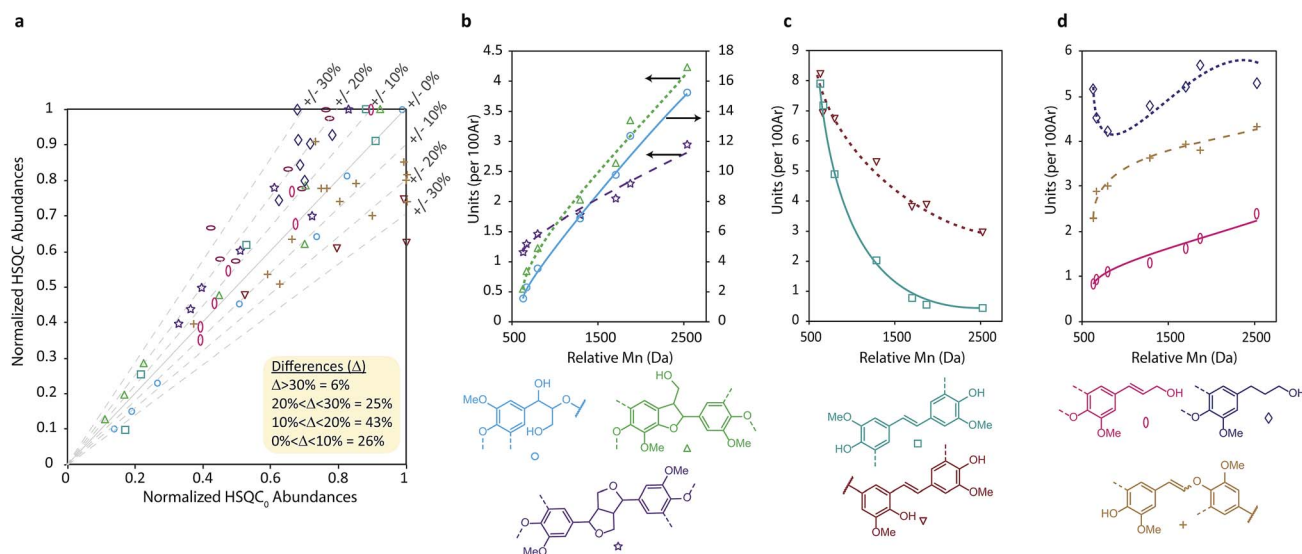 a
b
c
d
+/- 30%
+/- 20%
+/- 10%
+/- 0%
+/- 10%
+/- 20%
+/- 30%
Normalized HSQC Abundances
1
0.9
0.8
0.7
0.6
0.5
0.4
0.3
0.2
0.1
0
0
0.2
0.4
0.6
0.8
1
Normalized HSQC₀ Abundances
Differences (Δ)
Δ>30% = 6%
20%<Δ<30% = 25%
10%<Δ<20% = 43%
0%<Δ<10% = 26%
Units (per 100Ar)
4.5
4
3.5
3
2.5
2
1.5
1
0.5
0
18
16
14
12
10
8
6
4
2
0
Units (per 100Ar)
500
1500
2500
Relative Mn (Da)
9
8
7
6
5
4
3
2
1
0
500
1500
2500
Relative Mn (Da)
Units (per 100Ar)
6
5
4
3
2
1
0
500
1500
2500
Relative Mn (Da)
OH
MeO
O
O
HO
HO
O
O
OMe
OMe
O
OMe
O
O
MeO
OMe
O
OH
MeO
OMe
HO
OH
OMe
OH
OMe
OH
O
OMe
OH
O
OMe
OMe
O
O
HO
OMe